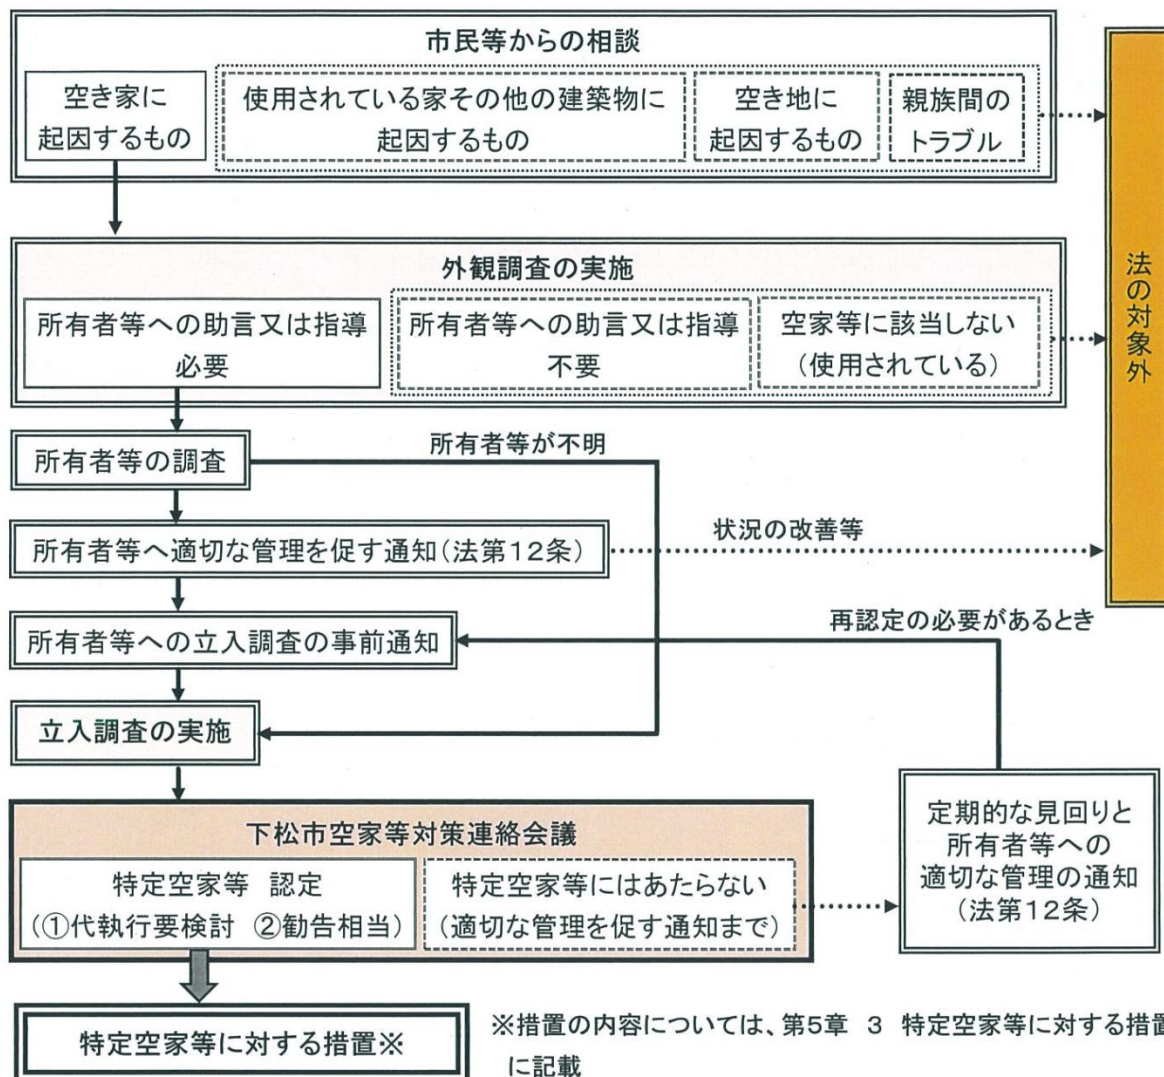 市民等からの相談
空き家に
起因するもの
使用されている家その他の建築物に
起因するもの
空き地に
起因するもの
親族間の
トラブル
法の対象外
外観調査の実施
所有者等への助言又は指導
必要
所有者等への助言又は指導
不要
空家等に該当しない
(使用されている)
所有者等の調査
所有者等が不明
所有者等へ適切な管理を促す通知(法第12条)
状況の改善等
所有者等への立入調査の事前通知
再認定の必要があるとき
立入調査の実施
下松市空家等対策連絡会議
特定空家等 認定
(①代執行要検討 ②勧告相当)
特定空家等にはあたらない
(適切な管理を促す通知まで)
定期的な見回りと
所有者等への
適切な管理の通知
(法第12条)
特定空家等に対する措置※
※措置の内容については、第5章 3 特定空家等に対する措置
に記載